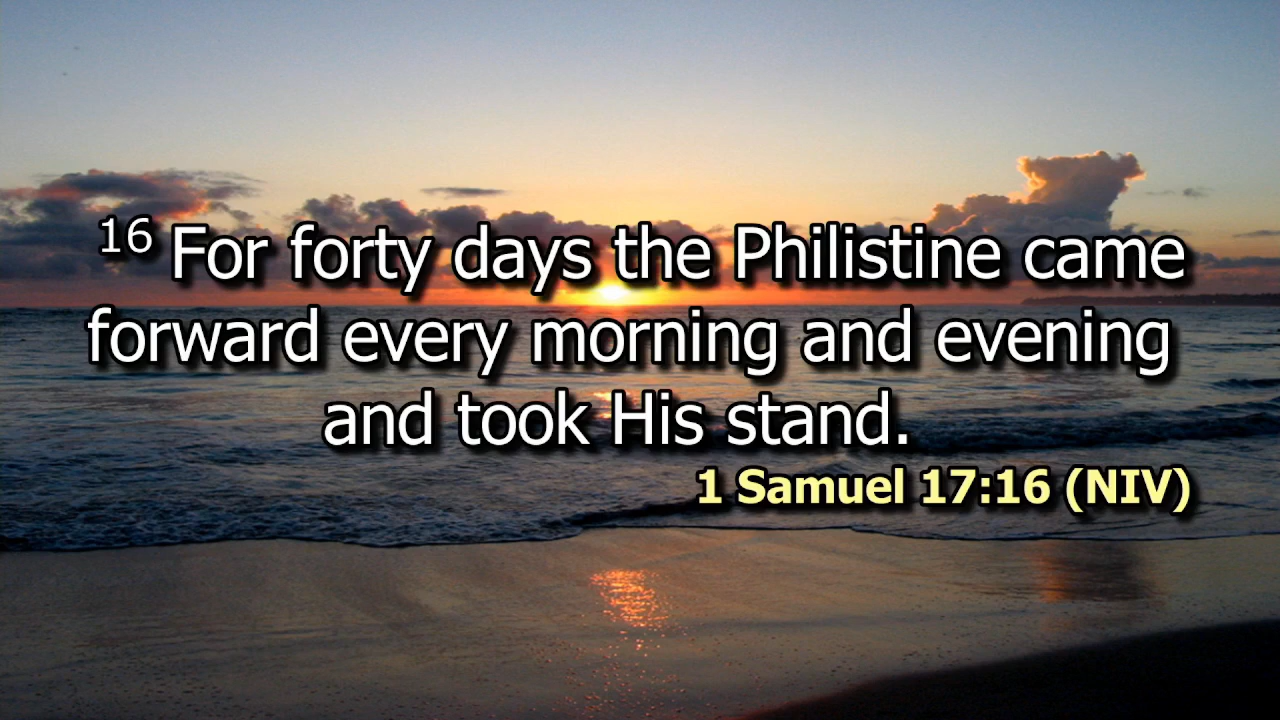 16 For forty days the Philistine came
forward every morning and evening
and took His stand.
1 Samuel 17:16 (NIV)